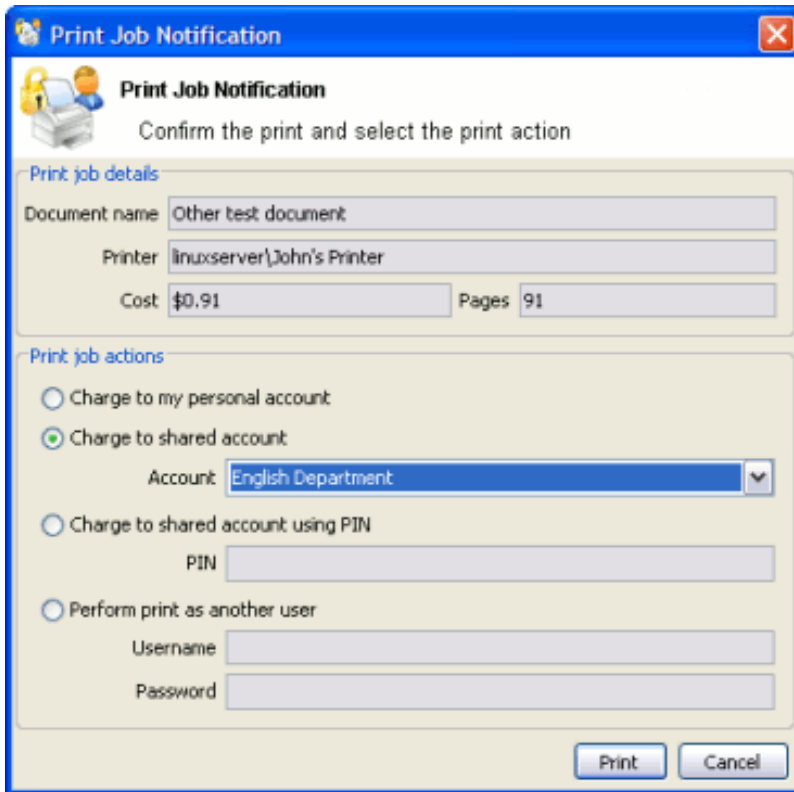 Print Job Notification
Print Job Notification
Confirm the print and select the print action
Print job details
Document name Other test document
Printer linuxserver\John's Printer
Cost $0.91 Pages 91
Print job actions
Charge to my personal account
Charge to shared account
Account English Department
Charge to shared account using PIN
PIN
Perform print as another user
Username
Password
Print Cancel